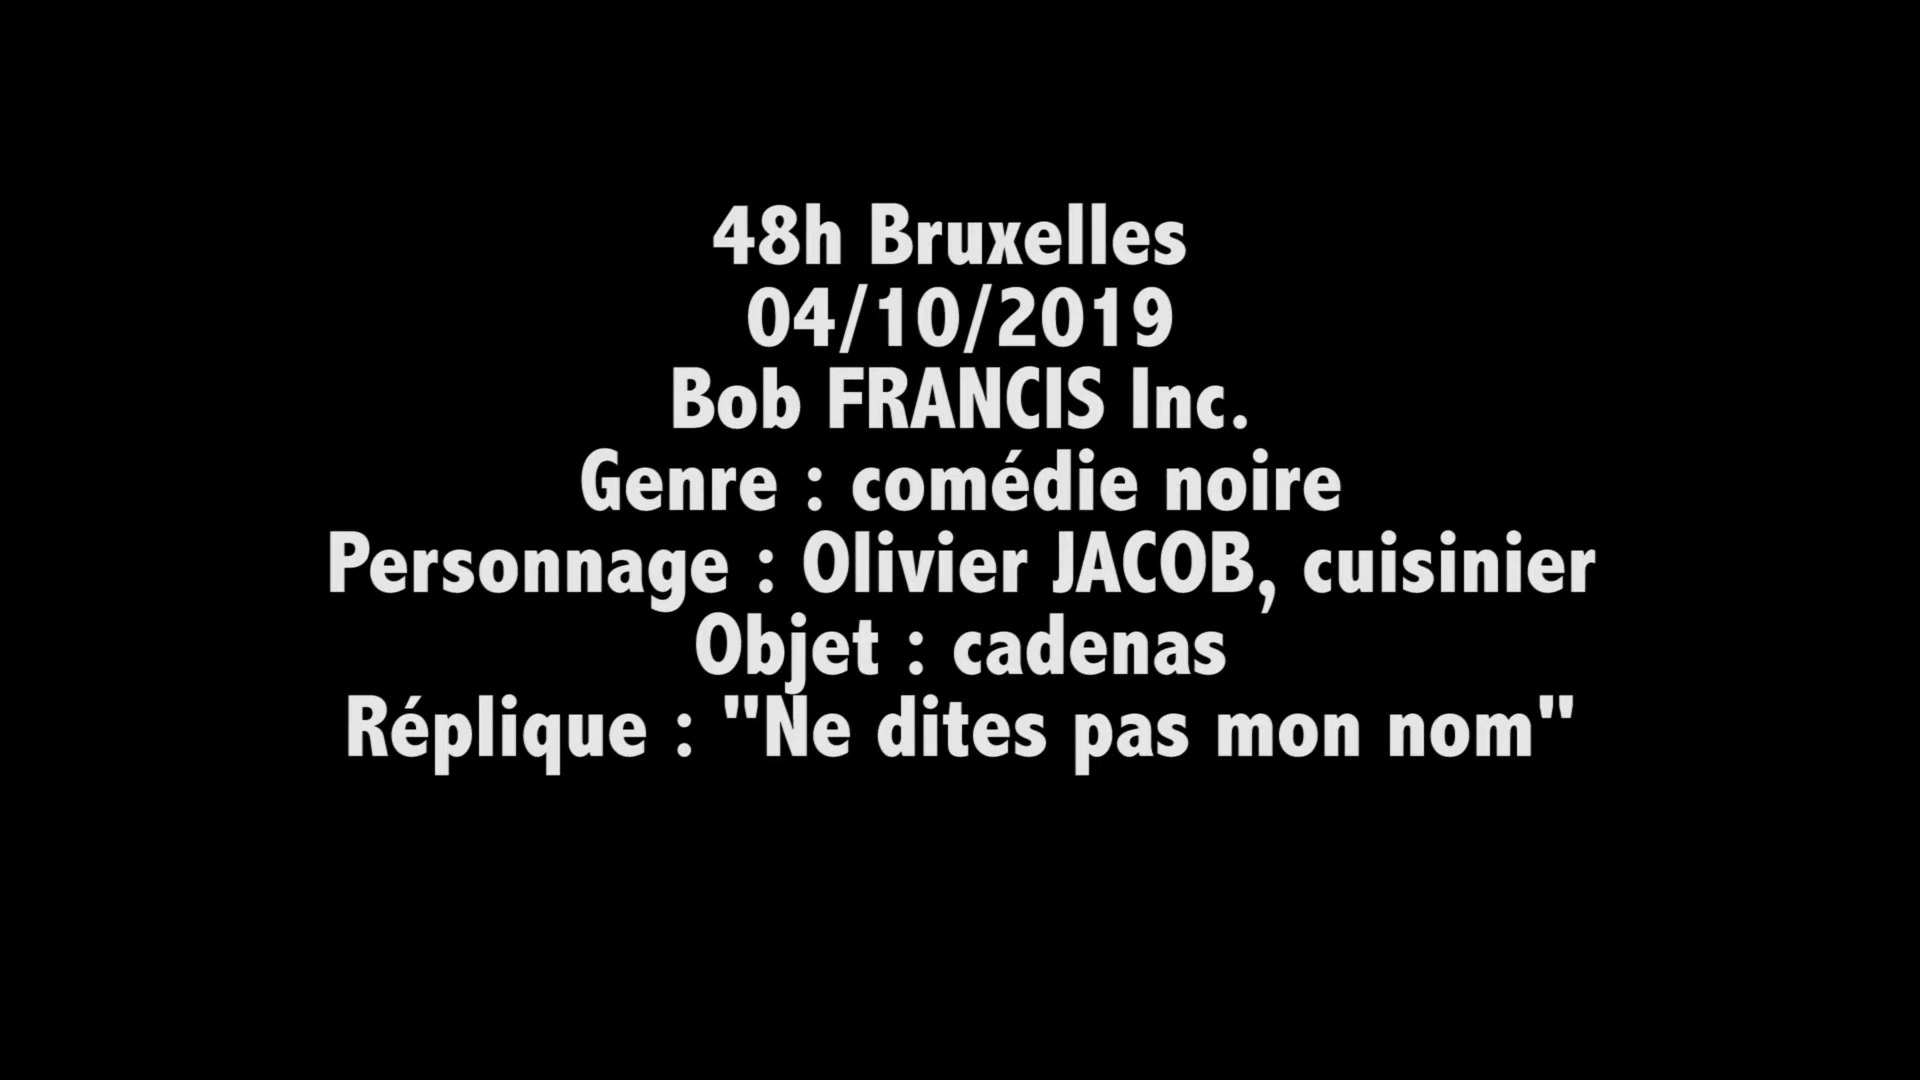 48h Bruxelles
04/10/2019
Bob FRANCIS Inc.
Genre : comédie noire
Personnage : Olivier JACOB, cuisinier
Objet : cadenas
Réplique : "Ne dites pas mon nom"